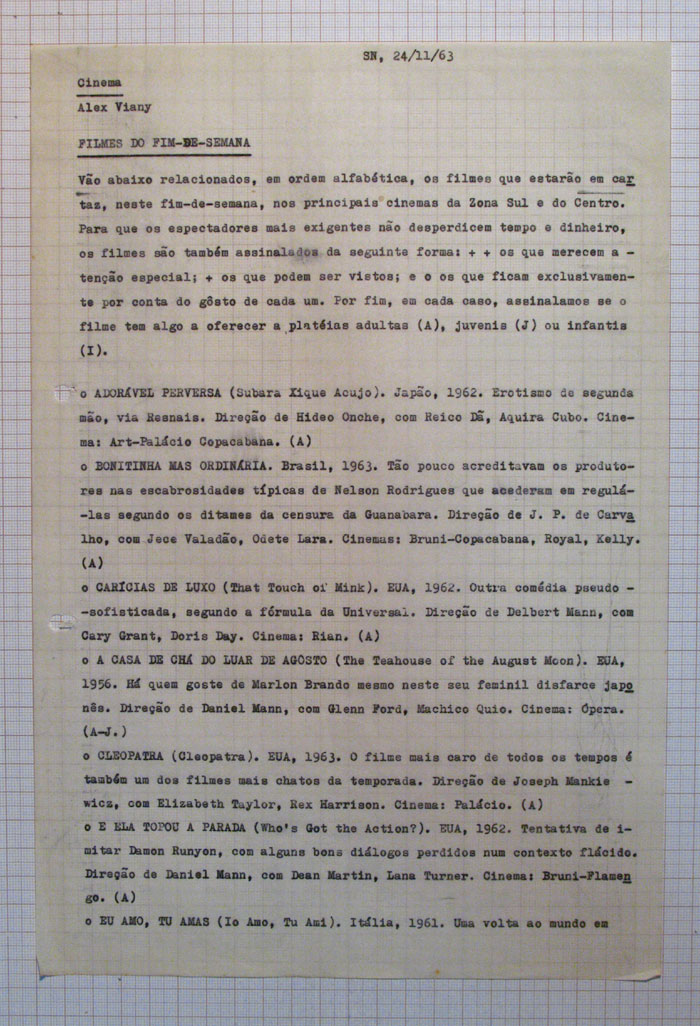 SN, 24/11/63
Cinema
Alex Viany
FILMES DO FIM-DE-SEMANA
Vão abaixo relacionados, em ordem alfabética, os filmes que estarão em car
taz, neste fim-de-semana, nos principais cinemas da Zona Sul e do Centro.
Para que os espectadores mais exigentes não desperdicem tempo e dinheiro,
os filmes são também assinalados da seguinte forma: + + os que merecem a -
tenção especial; + os que podem ser vistos; e o os que ficam exclusivamen-
te por conta do gôsto de cada um. Por fim, em cada caso, assinalamos se o
filme tem algo a oferecer a platéias adultas (A), juvenis (J) ou infantis
(I).
o ADORÁVEL PERVERSA (Subara Xique Acujo). Japão, 1962. Erotismo de segunda
mão, via Resnais. Direção de Hideo Onche, com Reico Dã, Aquira Cubo. Cine-
ma: Art-Palácio Copacabana. (A)
o BONITINHA MAS ORDINÁRIA. Brasil, 1963. Tão pouco acreditavam os produto-
res nas escabrosidades típicas de Nelson Rodrigues que acederam em regulá-
-las segundo os ditames da censura da Guanabara. Direção de J. P. de Carva
lho, com Jece Valadão, Odete Lara. Cinemas: Bruni-Copacabana, Royal, Kelly.
(A)
o CARÍCIAS DE LUXO (That Touch of Mink). EUA, 1962. Outra comédia pseudo -
-sofisticada, segundo a fórmula da Universal. Direção de Delbert Mann, com
Cary Grant, Doris Day. Cinema: Rian. (A)
o A CASA DE CHÁ DO LUAR DE AGÔSTO (The Teahouse of the August Moon). EUA,
1956. Há quem goste de Marlon Brando mesmo neste seu feminil disfarce japo
nês. Direção de Daniel Mann, com Glenn Ford, Machico Quio. Cinema: Ópera.
(A-J.)
o CLEOPATRA (Cleopatra). EUA, 1963. O filme mais caro de todos os tempos é
também um dos filmes mais chatos da temporada. Direção de Joseph Mankie -
wicz, com Elizabeth Taylor, Rex Harrison. Cinema: Palácio. (A)
o E ELA TOPOU A PARADA (Who's Got the Action?). EUA, 1962. Tentativa de i-
mitar Damon Runyon, com alguns bons diálogos perdidos num contexto flácido.
Direção de Daniel Mann, com Dean Martin, Lana Turner. Cinema: Bruni-Flamen
go. (A)
o EU AMO, TU AMAS (Io Amo, Tu Ami). Itália, 1961. Uma volta ao mundo em